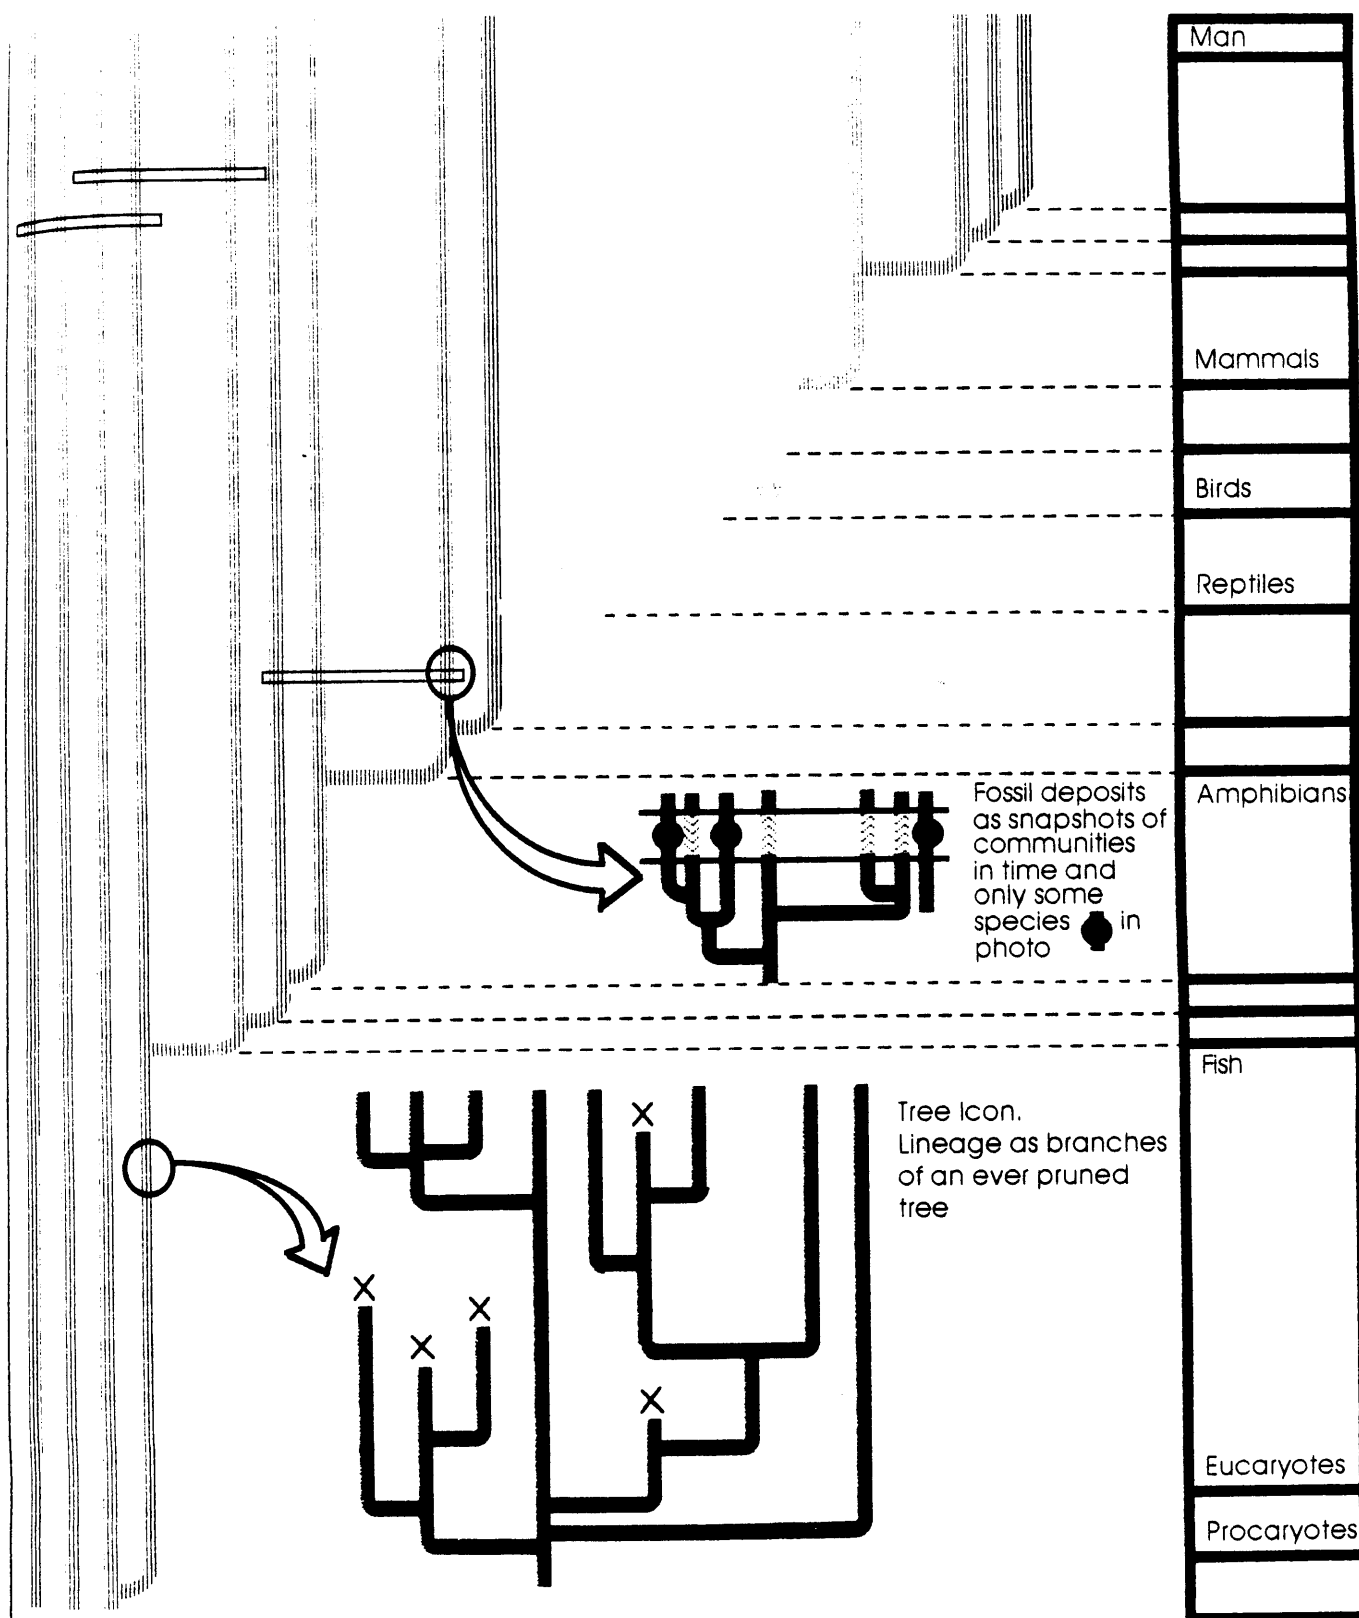 Man
Mammals
Birds
Reptiles
Fossil deposits
as snapshots of
communities
in time and
only some
species in
photo
Amphibians
Fish
Tree Icon.
Lineage as branches
of an ever pruned
tree
Eucaryotes
Procaryotes